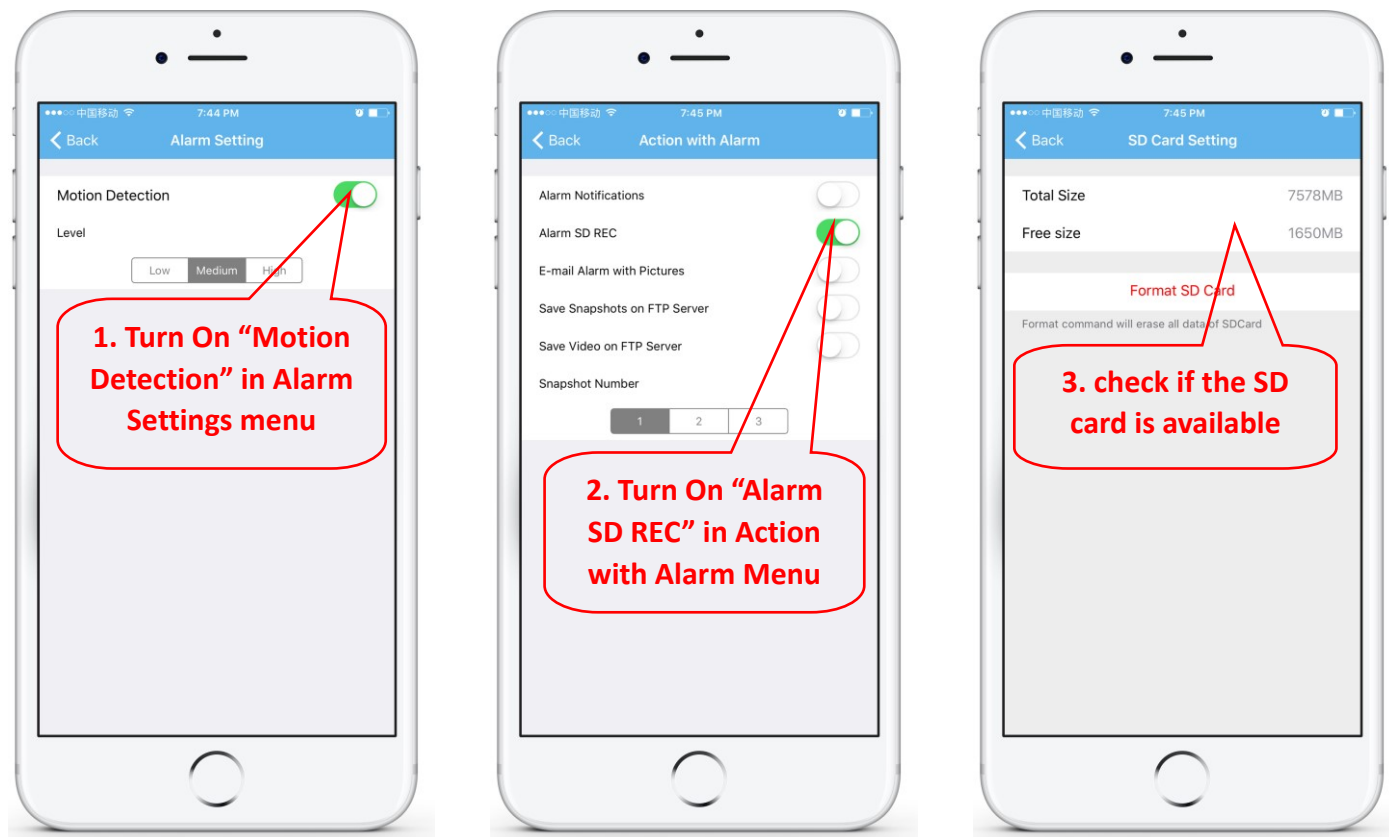 中国移动 7:44 PM
Back Alarm Setting
Motion Detection
Level
Low Medium High
1. Turn On “Motion
Detection” in Alarm
Settings menu
中国移动 7:45 PM
Back Action with Alarm
Alarm Notifications
Alarm SD REC
E-mail Alarm with Pictures
Save Snapshots on FTP Server
Save Video on FTP Server
Snapshot Number
1 2 3
2. Turn On “Alarm
SD REC” in Action
with Alarm Menu
中国移动 7:45 PM
Back SD Card Setting
Total Size 7578MB
Free size 1650MB
Format SD Card
Format command will erase all data of SDCard
3. check if the SD
card is available